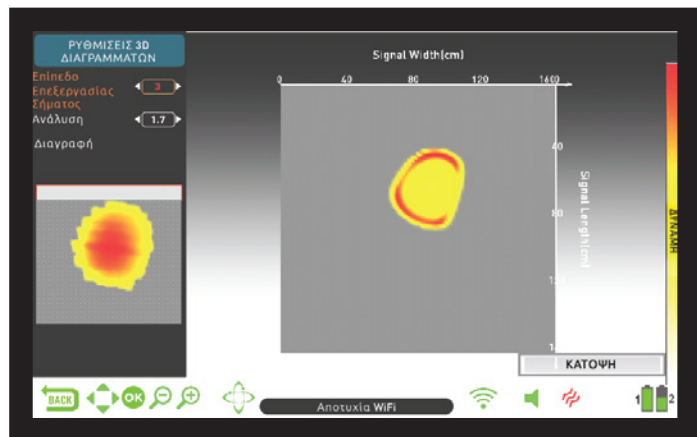 ΡΥΘΜΙΣΕΙΣ 3D
ΔΙΑΓΡΑΜΜΑΤΩΝ
Επίπεδο
Επεξεργασίας
Σήματος
3
Ανάλυση
1.7
Διαγραφή
Signal Width(cm)
0 40 80 120 160
40
80
Signal Length(cm)
ΔΥΝΑΜΗ
ΚΑΤΟΨΗ
BACK
OK
Αποτυχία WiFi
1
2